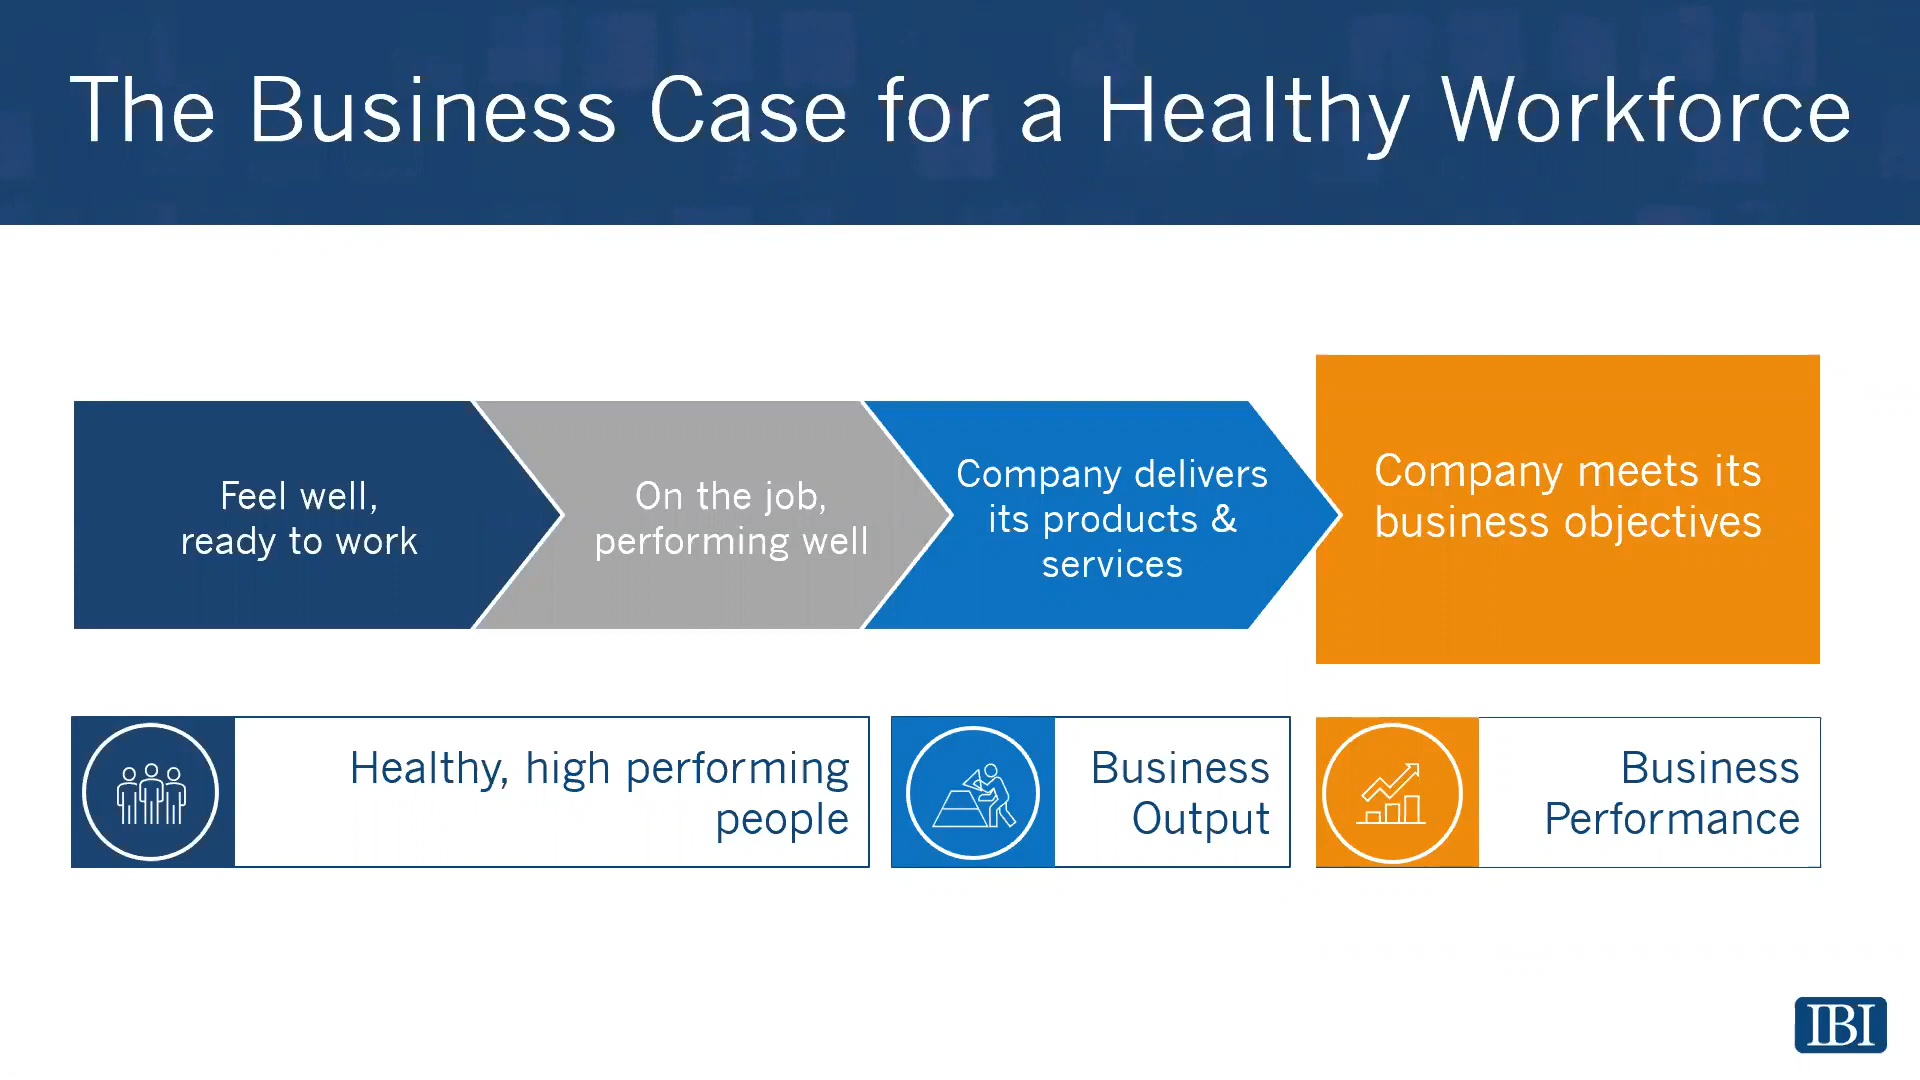 The Business Case for a Healthy Workforce
Feel well,
ready to work
On the job,
performing well
Company delivers
its products &
services
Company meets its
business objectives
Healthy, high performing
people
Business
Output
Business
Performance
IBI